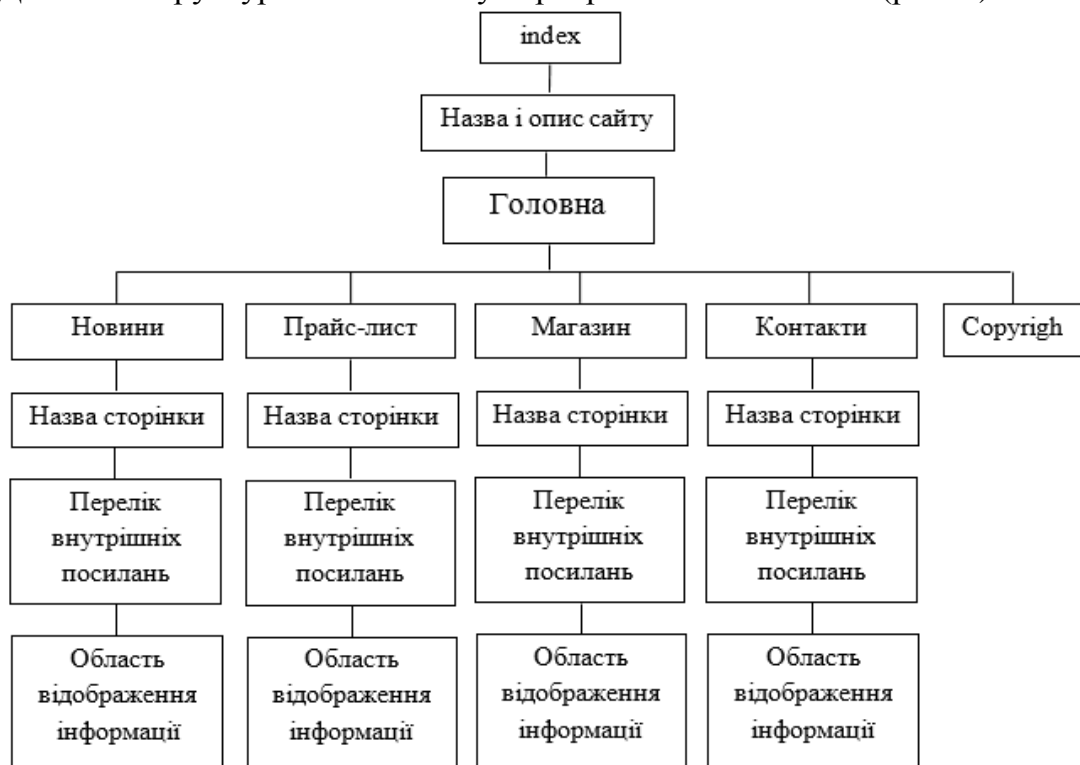 index
Назва і опис сайту
Головна
Новини
Прайс-лист
Магазин
Контакти
Copyrigh
Назва сторінки
Назва сторінки
Назва сторінки
Назва сторінки
Перелік
внутрішніх
посилань
Перелік
внутрішніх
посилань
Перелік
внутрішніх
посилань
Перелік
внутрішніх
посилань
Область
відображення
інформації
Область
відображення
інформації
Область
відображення
інформації
Область
відображення
інформації